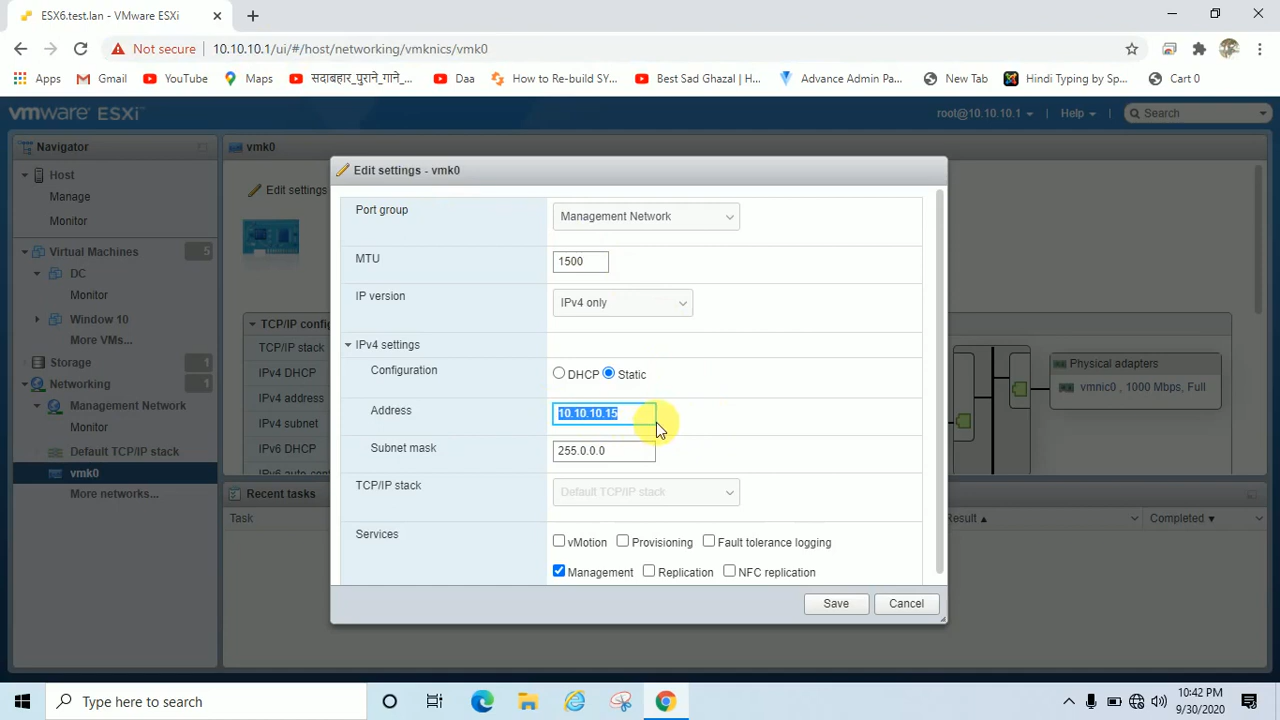 ESX6.test.lan - VMware ESXi
Not secure
10.10.10.1/ui/#/host/networking/vmknics/vmk0
Apps
Gmail
YouTube
Maps
सदाबहार_पुराने_गाने_...
Daa
How to Re-build SY...
Best Sad Ghazal | H...
Advance Admin Pa...
New Tab
Hindi Typing by Sp...
Cart 0
vmware ESXi
root@10.10.10.1
Help
Search
Navigator
Host
Manage
Monitor
Virtual Machines 5
DC
Monitor
Window 10
More VMs...
Storage 1
Networking 1
Management Network
Monitor
Default TCP/IP stack
vmk0
More networks...
vmk0
Edit settings
TCP/IP confi
TCP/IP stack
IPv4 DHCP
IPv4 address
IPv4 subnet
IPv6 DHCP
Physical adapters
vmnic0 , 1000 Mbps, Full
Edit settings - vmk0
Port group
Management Network
MTU
1500
IP version
IPv4 only
IPv4 settings
Configuration
DHCP Static
Address
10.10.10.15
Subnet mask
255.0.0.0
TCP/IP stack
Default TCP/IP stack
Services
vMotion Provisioning Fault tolerance logging
Management Replication NFC replication
Save
Cancel
Recent tasks
Task
Result
Completed
Type here to search
10:42 PM
9/30/2020